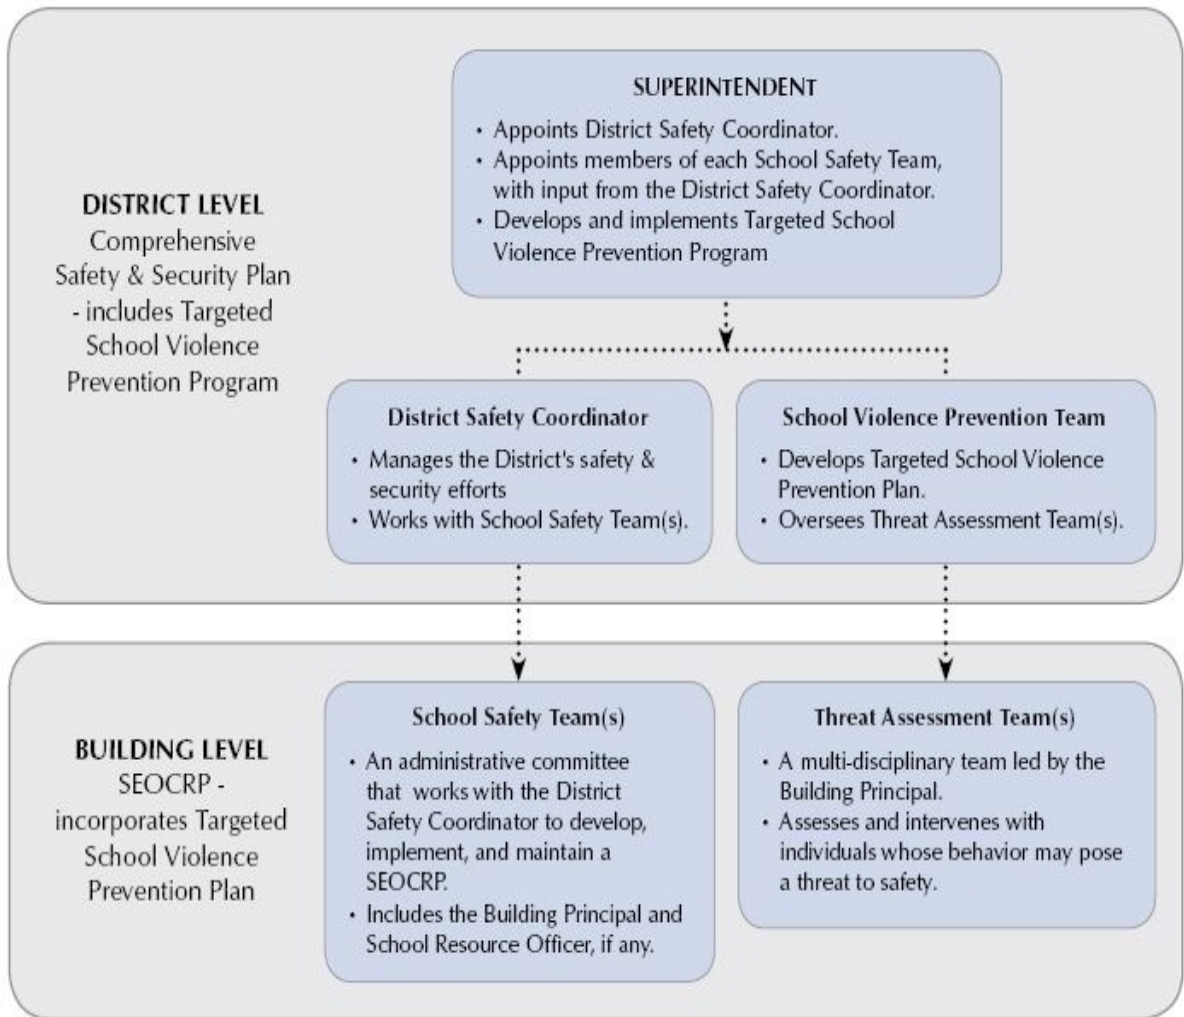 SUPERINTENDENT
• Appoints District Safety Coordinator.
• Appoints members of each School Safety Team,
with input from the District Safety Coordinator.
• Develops and implements Targeted School
Violence Prevention Program
DISTRICT LEVEL
Comprehensive
Safety & Security Plan
- includes Targeted
School Violence
Prevention Program
District Safety Coordinator
• Manages the District's safety &
security efforts
• Works with School Safety Team(s).
School Violence Prevention Team
• Develops Targeted School Violence
Prevention Plan.
• Oversees Threat Assessment Team(s).
BUILDING LEVEL
SEOCRP -
incorporates Targeted
School Violence
Prevention Plan
School Safety Team(s)
• An administrative committee
that works with the District
Safety Coordinator to develop,
implement, and maintain a
SEOCRP.
• Includes the Building Principal and
School Resource Officer, if any.
Threat Assessment Team(s)
• A multi-disciplinary team led by the
Building Principal.
• Assesses and intervenes with
individuals whose behavior may pose
a threat to safety.